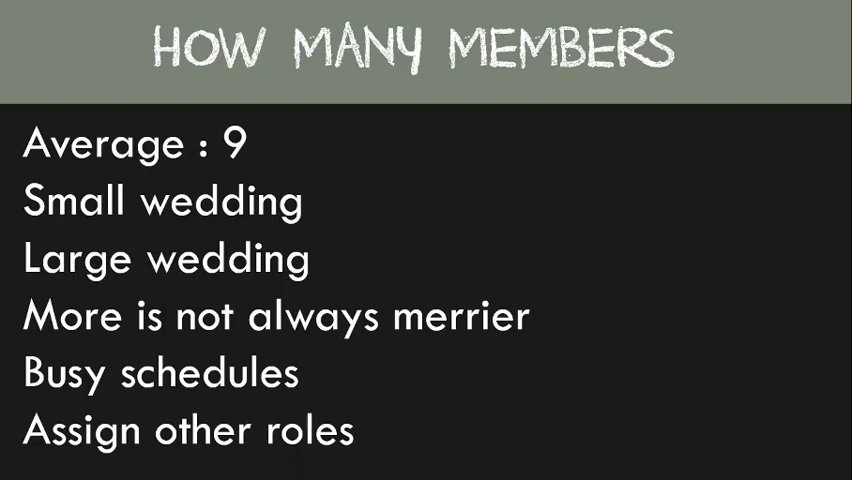 HOW MANY MEMBERS
Average : 9
Small wedding
Large wedding
More is not always merrier
Busy schedules
Assign other roles